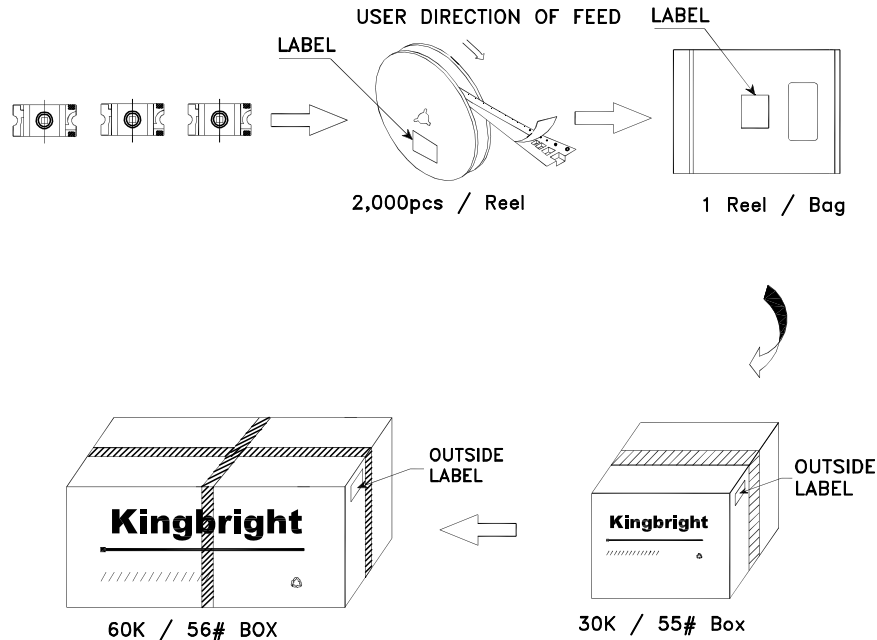 USER DIRECTION OF FEED
LABEL
LABEL
2,000pcs / Reel
1 Reel / Bag
OUTSIDE
LABEL
Kingbright
60K / 56# BOX
OUTSIDE
LABEL
Kingbright
30K / 55# Box